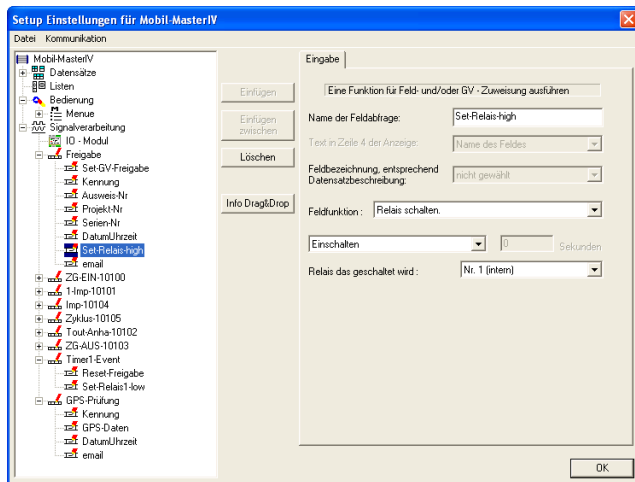 Setup Einstellungen für Mobil-MasterIV
Datei Kommunikation
Mobil-MasterIV
Datensätze
Listen
Bedienung
Menue
Signalverarbeitung
IO - Modul
Freigabe
Set-GV-Freigabe
Kennung
Ausweis-Nr
Projekt-Nr
Serien-Nr
DatumUhrzeit
Set-Relais-high
email
ZG-EIN-10100
1-Imp-10101
Imp-10104
Zyklus-10105
Tout-Anha-10102
ZG-AUS-10103
Timer1-Event
Reset-Freigabe
Set-Relais1-low
GPS-Prüfung
Kennung
GPS-Daten
DatumUhrzeit
email
Einfügen
Einfügen
zwischen
Löschen
Info Drag&Drop
Eingabe
Eine Funktion für Feld- und/oder GV - Zuweisung ausführen
Name der Feldabfrage: Set-Relais-high
Text in Zeile 4 der Anzeige: Name des Feldes
Feldbezeichnung, entsprechend
Datensatzbeschreibung: nicht gewählt
Feldfunktion : Relais schalten.
Einschalten 0 Sekunden
Relais das geschaltet wird : Nr. 1 (intern)
OK